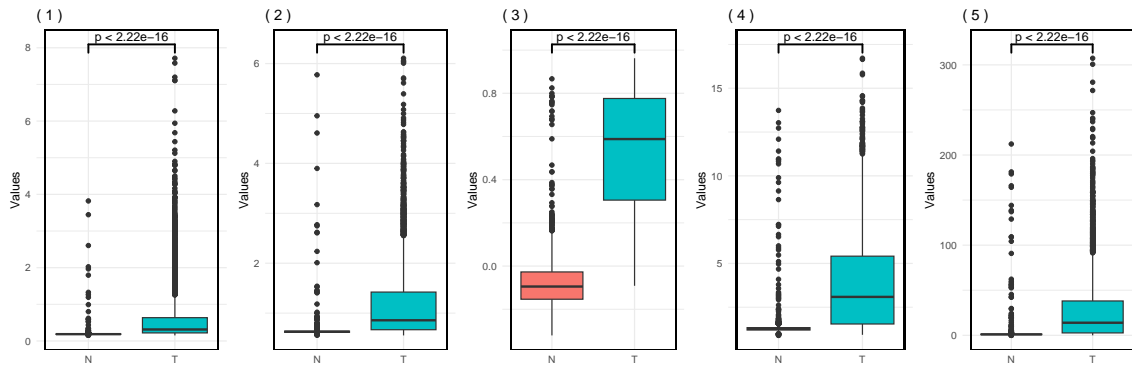 ( 1 )
p < 2.22e−16
8
6
4
2
0
Values
N
T
( 2 )
p < 2.22e−16
6
4
2
Values
N
T
( 3 )
p < 2.22e−16
0.8
0.4
0.0
Values
N
T
( 4 )
p < 2.22e−16
15
10
5
Values
N
T
( 5 )
p < 2.22e−16
300
200
100
0
Values
N
T